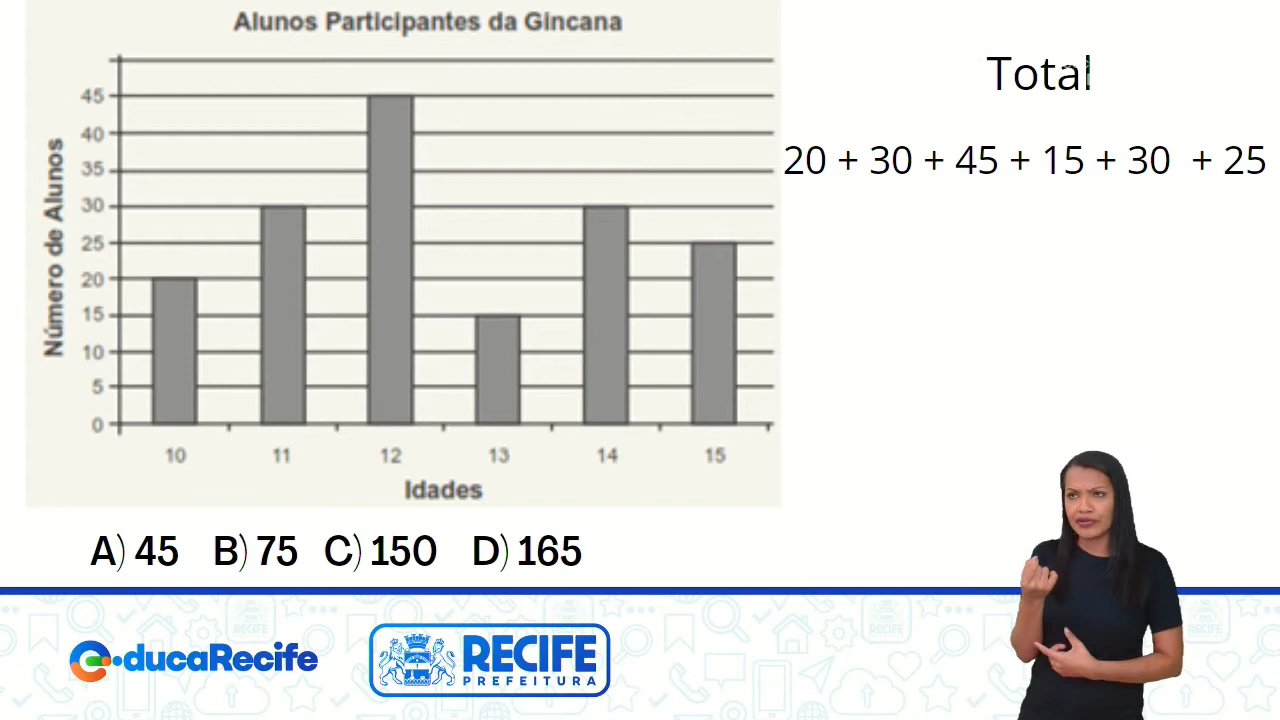 Alunos Participantes da Gincana
Número de Alunos
45
40
35
30
25
20
15
10
5
0
10 11 12 13 14 15
Idades
Total
20 + 30 + 45 + 15 + 30 + 25
A) 45 B) 75 C) 150 D) 165
EducaRecife
RECIFE
PREFEITURA